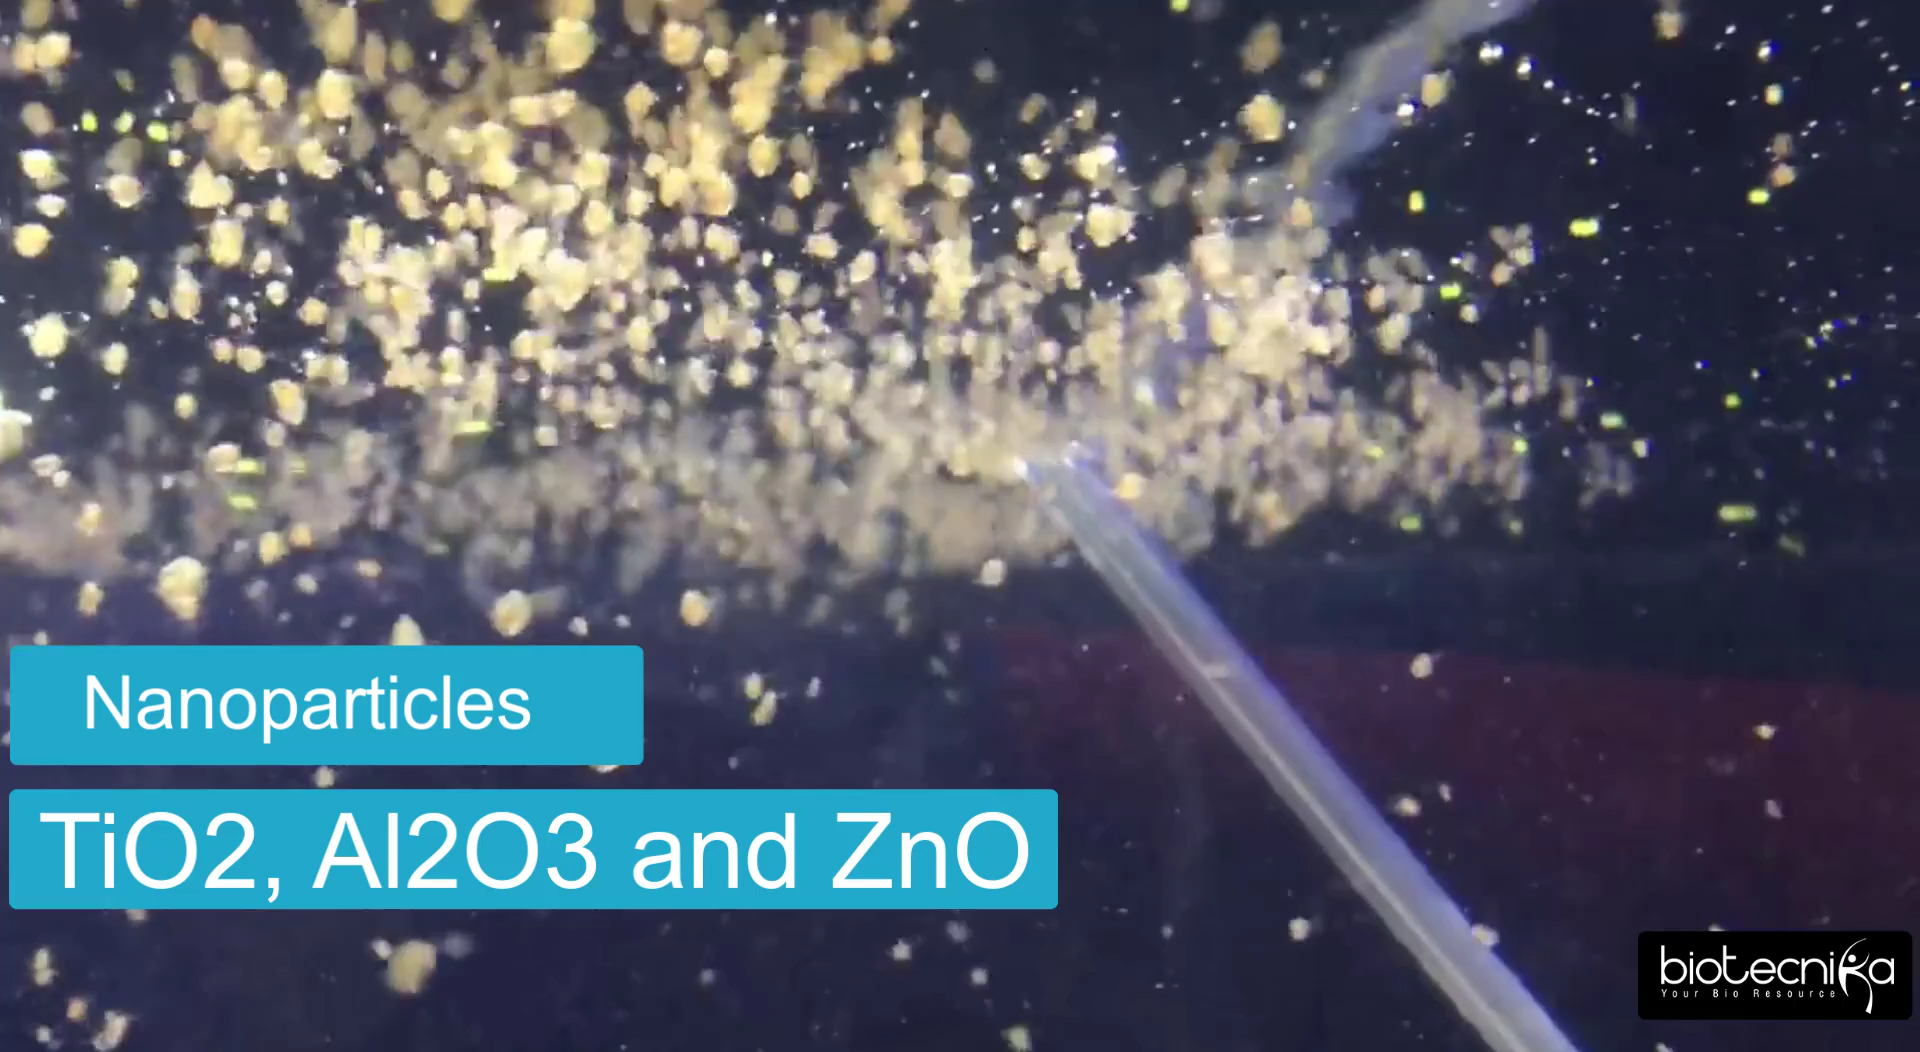 Nanoparticles
TiO2, Al2O3 and ZnO
biotecnika
Your Bio Resource